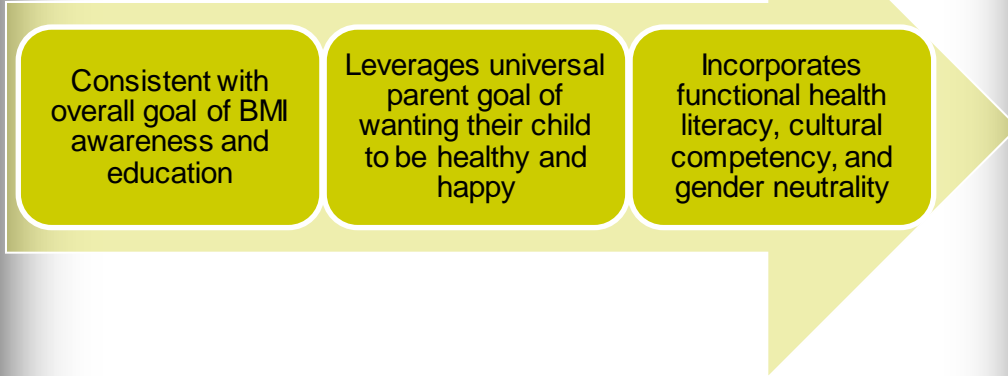 Consistent with
overall goal of BMI
awareness and
education
Leverages universal
parent goal of
wanting their child
to be healthy and
happy
Incorporates
functional health
literacy, cultural
competency, and
gender neutrality